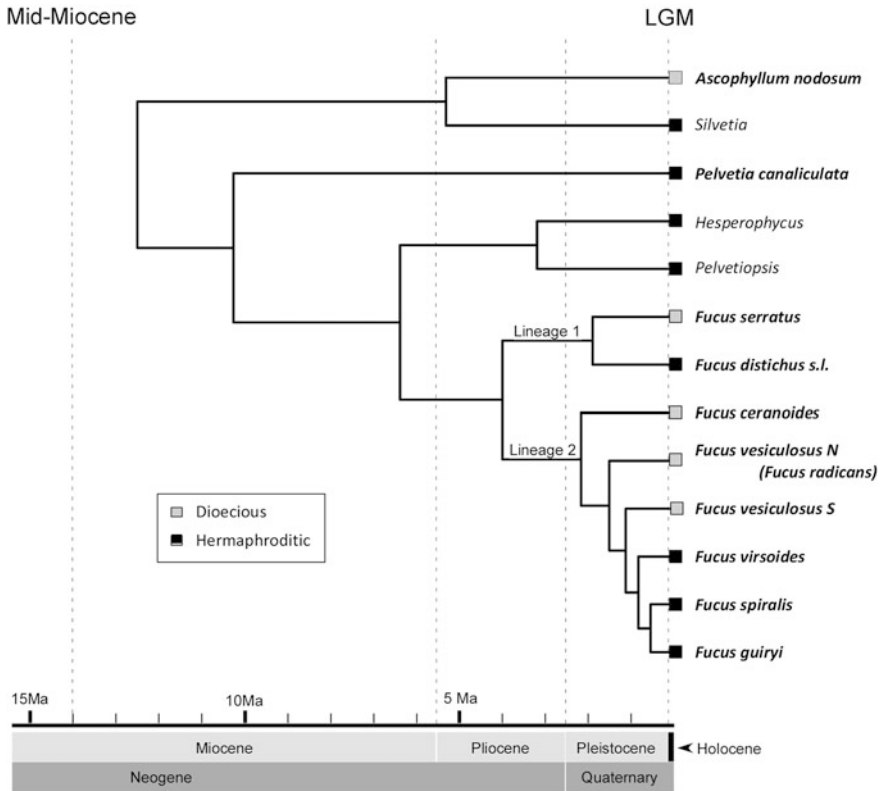 Mid-Miocene
LGM
Ascophyllum nodosum
Silvetia
Pelvetia canaliculata
Hesperophycus
Pelvetiopsis
Lineage 1
Fucus serratus
Fucus distichus s.l.
Fucus ceranoides
Lineage 2
Fucus vesiculosus N
(Fucus radicans)
Dioecious
Hermaphroditic
Fucus vesiculosus S
Fucus virsoides
Fucus spiralis
Fucus guiryi
15Ma
10Ma
5 Ma
Miocene
Pliocene
Pleistocene
Holocene
Neogene
Quaternary